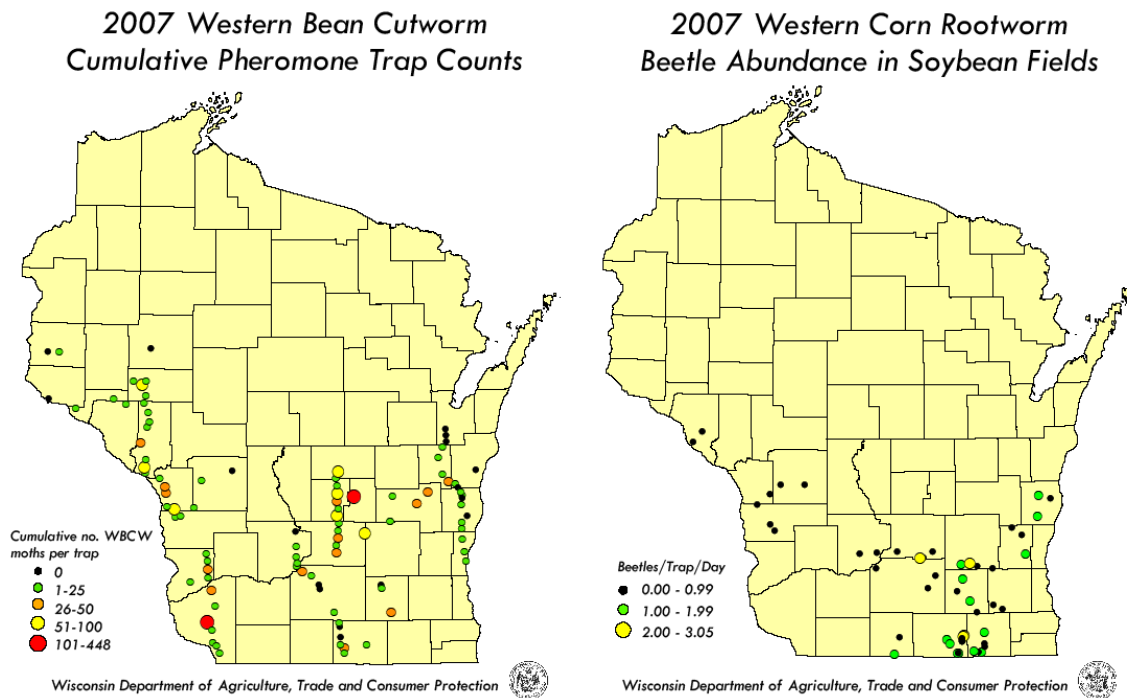 2007 Western Bean Cutworm
Cumulative Pheromone Trap Counts
Cumulative no. WBCW
moths per trap
0
1-25
26-50
51-100
101-448
Wisconsin Department of Agriculture, Trade and Consumer Protection
2007 Western Corn Rootworm
Beetle Abundance in Soybean Fields
Beetles/Trap/Day
0.00 - 0.99
1.00 - 1.99
2.00 - 3.05
Wisconsin Department of Agriculture, Trade and Consumer Protection